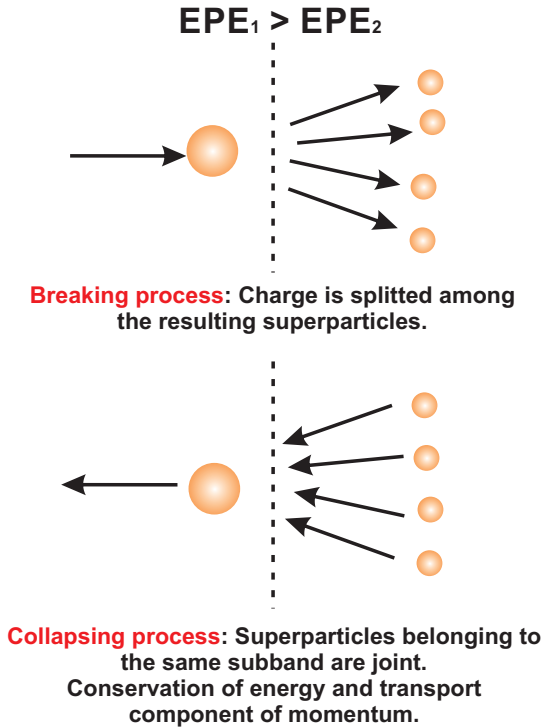 EPE₁ > EPE₂
Breaking process: Charge is splitted among
the resulting superparticles.
Collapsing process: Superparticles belonging to
the same subband are joint.
Conservation of energy and transport
component of momentum.